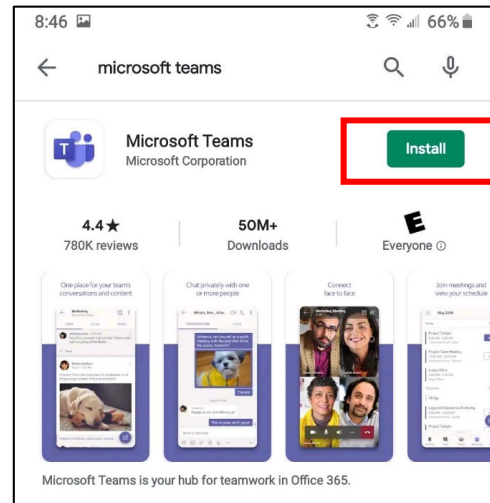 8:46 66%
microsoft teams
Microsoft Teams
Microsoft Corporation
Install
4.4★ 50M+ E
780K reviews Downloads Everyone ⓘ
One place for your team's
conversations and content
Chat privately with one
or more people
Connect
face to face
Join meetings and
view your schedule
Microsoft Teams is your hub for teamwork in Office 365.